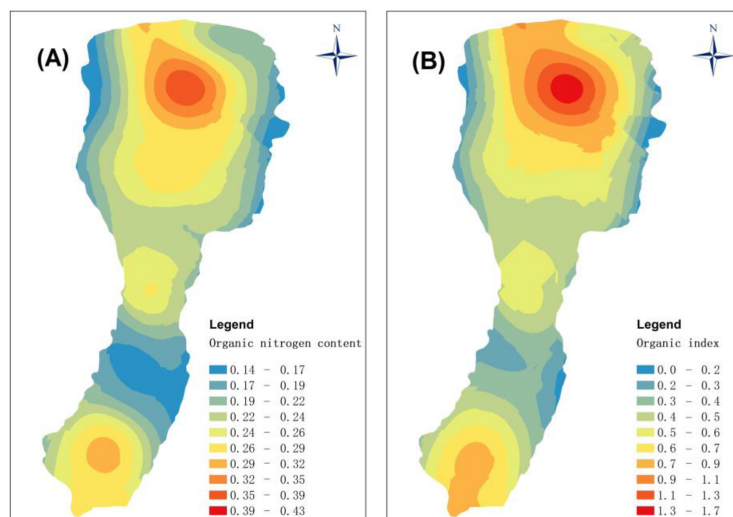 (A)
N
Legend
Organic nitrogen content
0.14 - 0.17
0.17 - 0.19
0.19 - 0.22
0.22 - 0.24
0.24 - 0.26
0.26 - 0.29
0.29 - 0.32
0.32 - 0.35
0.35 - 0.39
0.39 - 0.43
(B)
N
Legend
Organic index
0.0 - 0.2
0.2 - 0.3
0.3 - 0.4
0.4 - 0.5
0.5 - 0.6
0.6 - 0.7
0.7 - 0.9
0.9 - 1.1
1.1 - 1.3
1.3 - 1.7